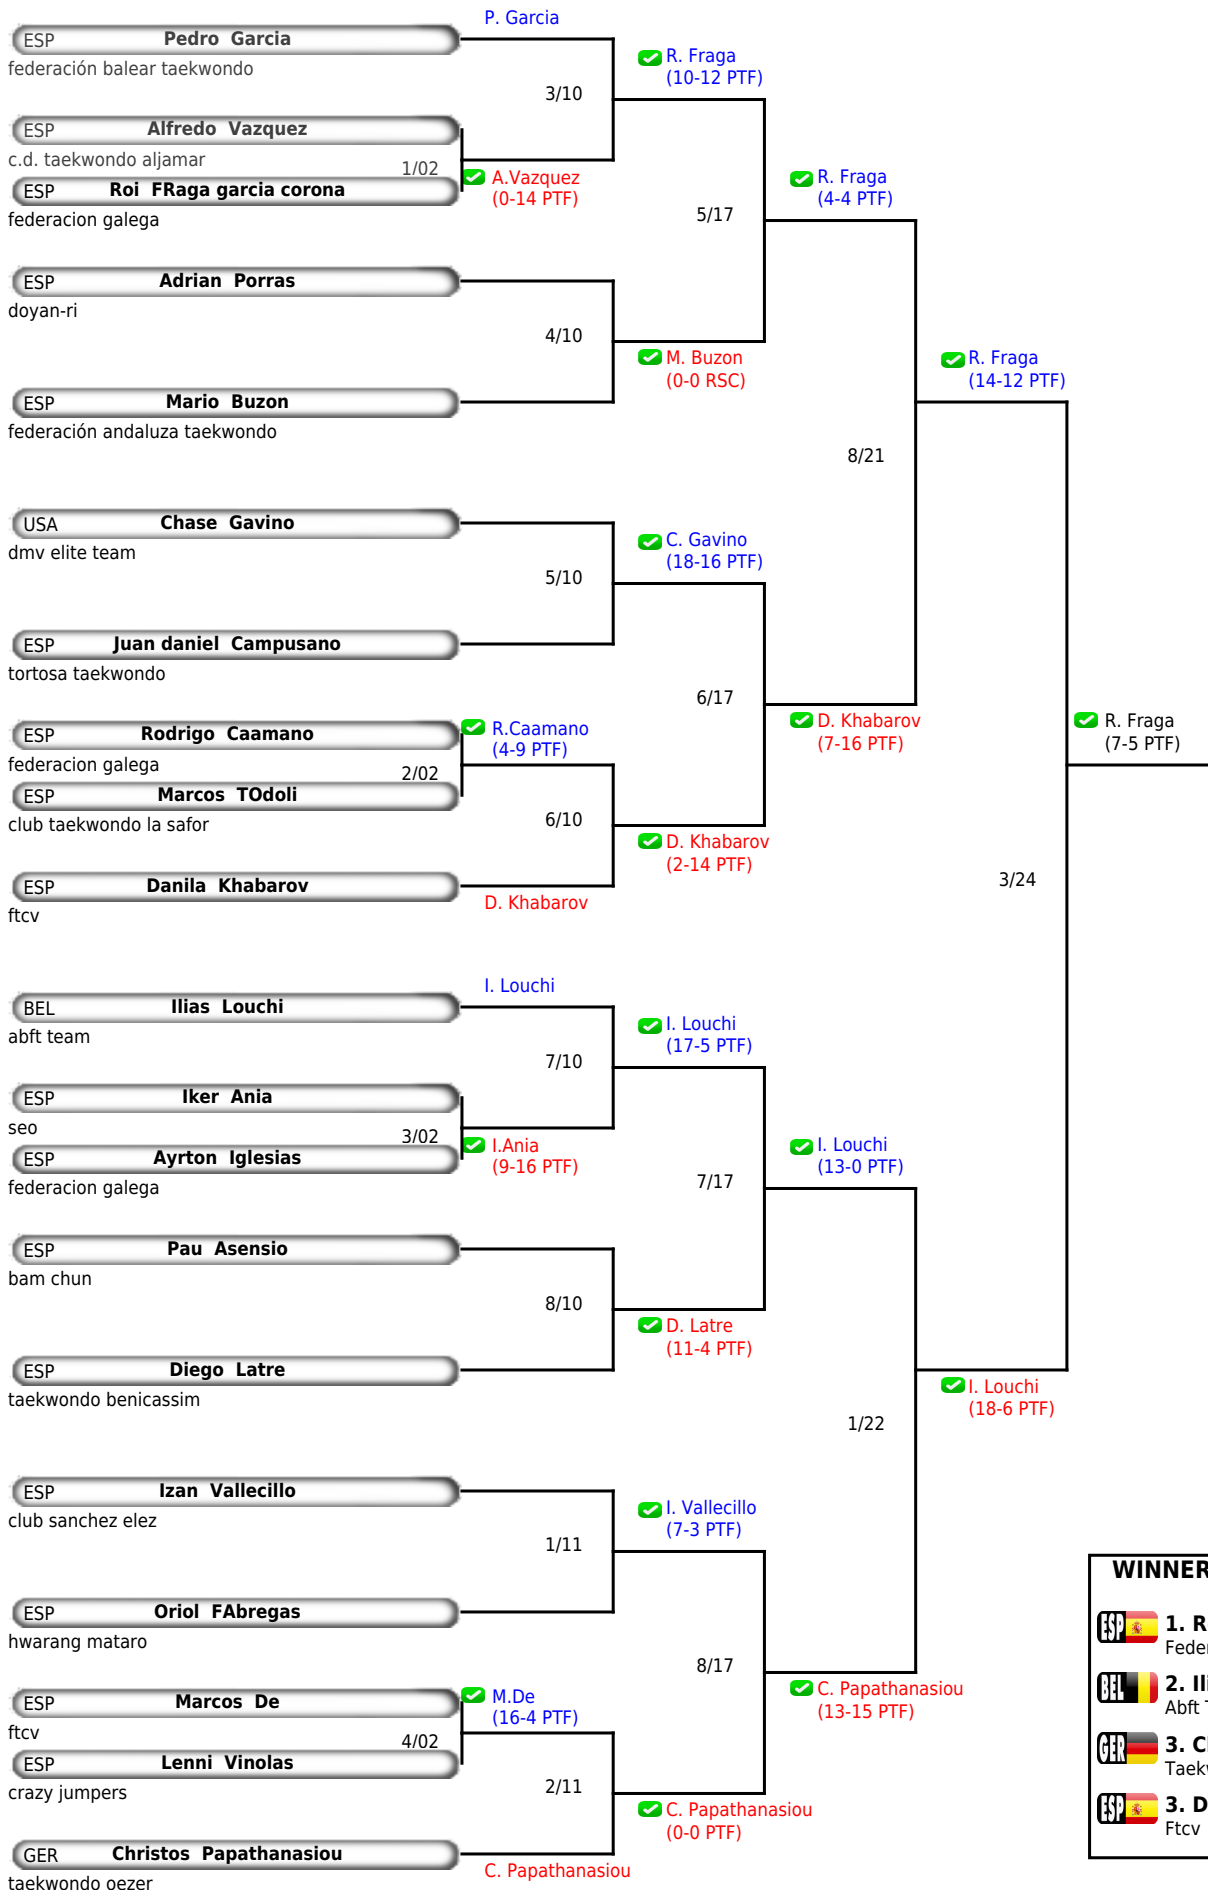 P. Garcia
ESP Pedro Garcia
federación balear taekwondo
R. Fraga
(10-12 PTF)
3/10
ESP Alfredo Vazquez
c.d. taekwondo aljamar
1/02
A.Vazquez
(0-14 PTF)
ESP Roi FRaga garcia corona
federacion galega
R. Fraga
(4-4 PTF)
5/17
ESP Adrian Porras
doyan-ri
4/10
M. Buzon
(0-0 RSC)
R. Fraga
(14-12 PTF)
ESP Mario Buzon
federación andaluza taekwondo
8/21
USA Chase Gavino
dmv elite team
C. Gavino
(18-16 PTF)
5/10
ESP Juan daniel Campusano
tortosa taekwondo
6/17
D. Khabarov
(7-16 PTF)
R. Fraga
(7-5 PTF)
ESP Rodrigo Caamano
federacion galega
R.Caamano
(4-9 PTF)
2/02
ESP Marcos TOdoli
club taekwondo la safor
6/10
D. Khabarov
(2-14 PTF)
ESP Danila Khabarov
ftcv
D. Khabarov
3/24
I. Louchi
BEL Ilias Louchi
abft team
I. Louchi
(17-5 PTF)
7/10
ESP Iker Ania
seo
3/02
I.Ania
(9-16 PTF)
ESP Ayrton Iglesias
federacion galega
I. Louchi
(13-0 PTF)
7/17
ESP Pau Asensio
bam chun
8/10
D. Latre
(11-4 PTF)
ESP Diego Latre
taekwondo benicassim
I. Louchi
(18-6 PTF)
1/22
ESP Izan Vallecillo
club sanchez elez
I. Vallecillo
(7-3 PTF)
1/11
ESP Oriol FAbregas
hwarang mataro
8/17
C. Papathanasiou
(13-15 PTF)
ESP Marcos De
ftcv
M.De
(16-4 PTF)
4/02
ESP Lenni Vinolas
crazy jumpers
2/11
C. Papathanasiou
(0-0 PTF)
GER Christos Papathanasiou
taekwondo oezer
C. Papathanasiou
WINNER
ESP 1. R
Feder
BEL 2. Ili
Abft T
GER 3. Cl
Taekw
ESP 3. D
Ftcv